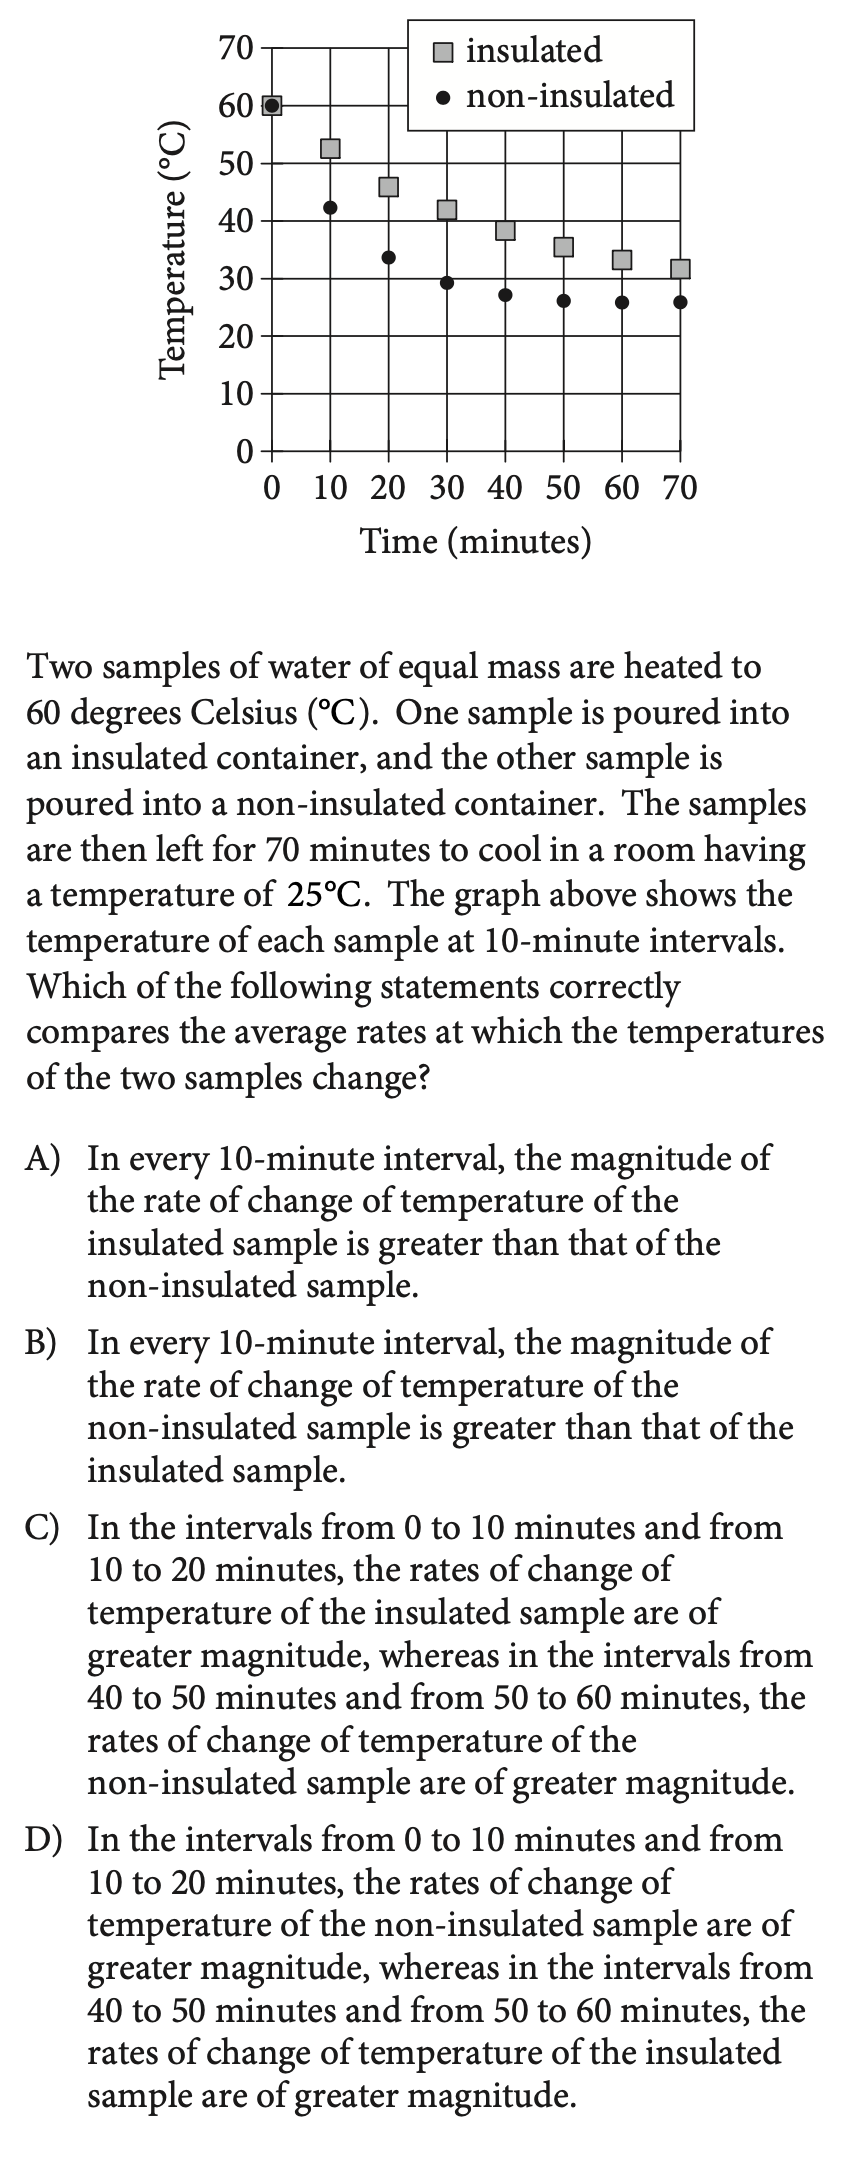 70
insulated
60
non-insulated
50
40
30
20
10
0
Temperature (°C)
0 10 20 30 40 50 60 70
Time (minutes)
Two samples of water of equal mass are heated to
60 degrees Celsius (°C). One sample is poured into
an insulated container, and the other sample is
poured into a non-insulated container. The samples
are then left for 70 minutes to cool in a room having
a temperature of 25°C. The graph above shows the
temperature of each sample at 10-minute intervals.
Which of the following statements correctly
compares the average rates at which the temperatures
of the two samples change?
A) In every 10-minute interval, the magnitude of
the rate of change of temperature of the
insulated sample is greater than that of the
non-insulated sample.
B) In every 10-minute interval, the magnitude of
the rate of change of temperature of the
non-insulated sample is greater than that of the
insulated sample.
C) In the intervals from 0 to 10 minutes and from
10 to 20 minutes, the rates of change of
temperature of the insulated sample are of
greater magnitude, whereas in the intervals from
40 to 50 minutes and from 50 to 60 minutes, the
rates of change of temperature of the
non-insulated sample are of greater magnitude.
D) In the intervals from 0 to 10 minutes and from
10 to 20 minutes, the rates of change of
temperature of the non-insulated sample are of
greater magnitude, whereas in the intervals from
40 to 50 minutes and from 50 to 60 minutes, the
rates of change of temperature of the insulated
sample are of greater magnitude.